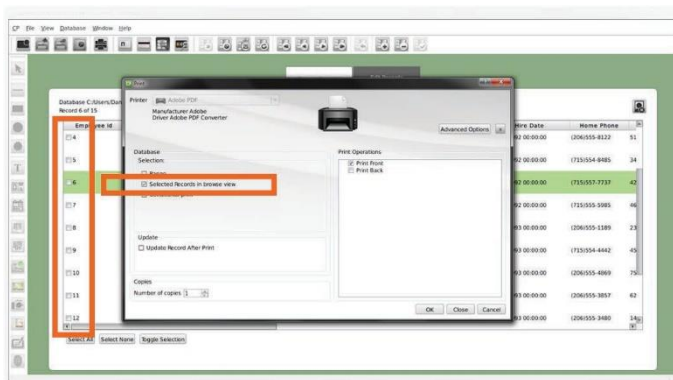 CP File View Database Window Help
Database C:/Users/Dan
Record 6 of 15
Employee Id
Hire Date
Home Phone
4
92 00:00:00
(206)555-8122
51
5
92 00:00:00
(715)554-8485
34
6
92 00:00:00
(715)557-7737
42
7
(715)555-5985
46
8
93 00:00:00
(206)555-1189
23
9
93 00:00:00
(715)554-4442
45
10
93 00:00:00
(206)555-4869
75
11
93 00:00:00
(206)555-3857
62
12
93 00:00:00
(206)555-3480
14
Select All
Select None
Toggle Selection
Print
Printer
Adobe PDF
Manufacturer Adobe
Driver Adobe PDF Converter
Advanced Options
Database
Selection:
Selected Records in browse view
Update
Update Record After Print
Copies
Number of copies 1
Print Operations
Print Front
Print Back
OK
Close
Cancel